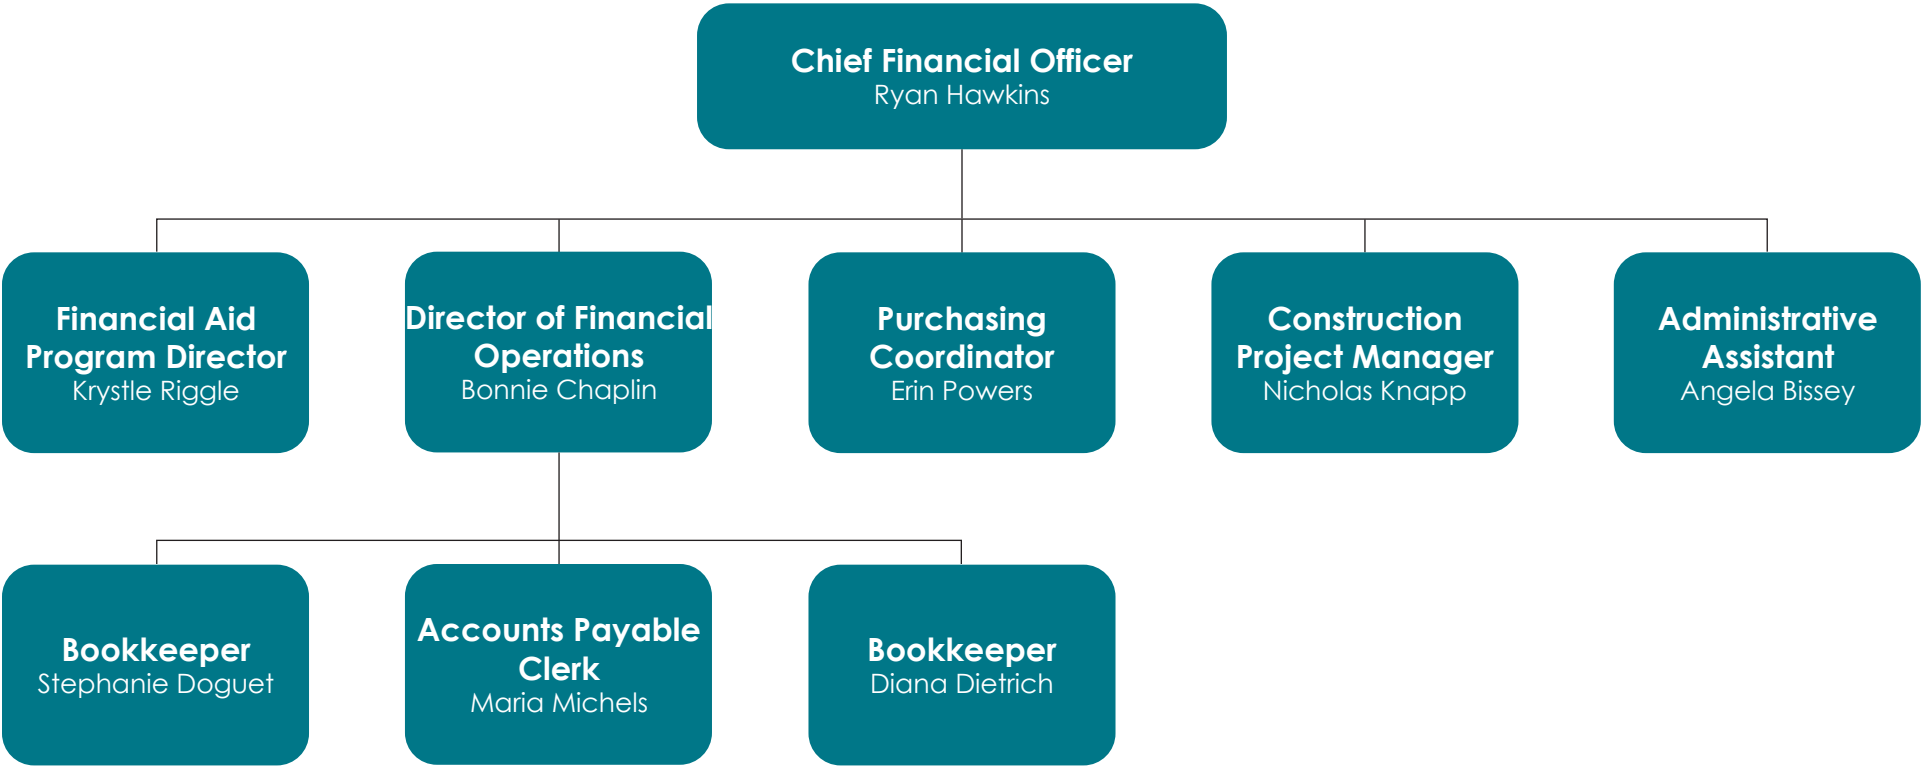 Chief Financial Officer
Ryan Hawkins
Financial Aid
Program Director
Krystle Riggle
Director of Financial
Operations
Bonnie Chaplin
Purchasing
Coordinator
Erin Powers
Construction
Project Manager
Nicholas Knapp
Administrative
Assistant
Angela Bissey
Bookkeeper
Stephanie Doguet
Accounts Payable
Clerk
Maria Michels
Bookkeeper
Diana Dietrich